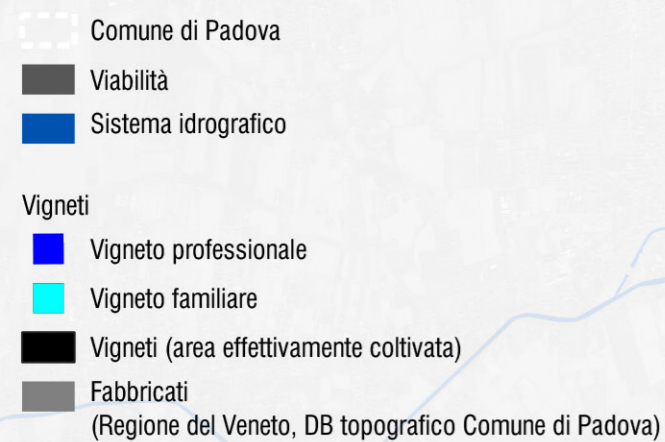 Comune di Padova
Viabilità
Sistema idrografico
Vigneti
Vigneto professionale
Vigneto familiare
Vigneti (area effettivamente coltivata)
Fabbricati
(Regione del Veneto, DB topografico Comune di Padova)